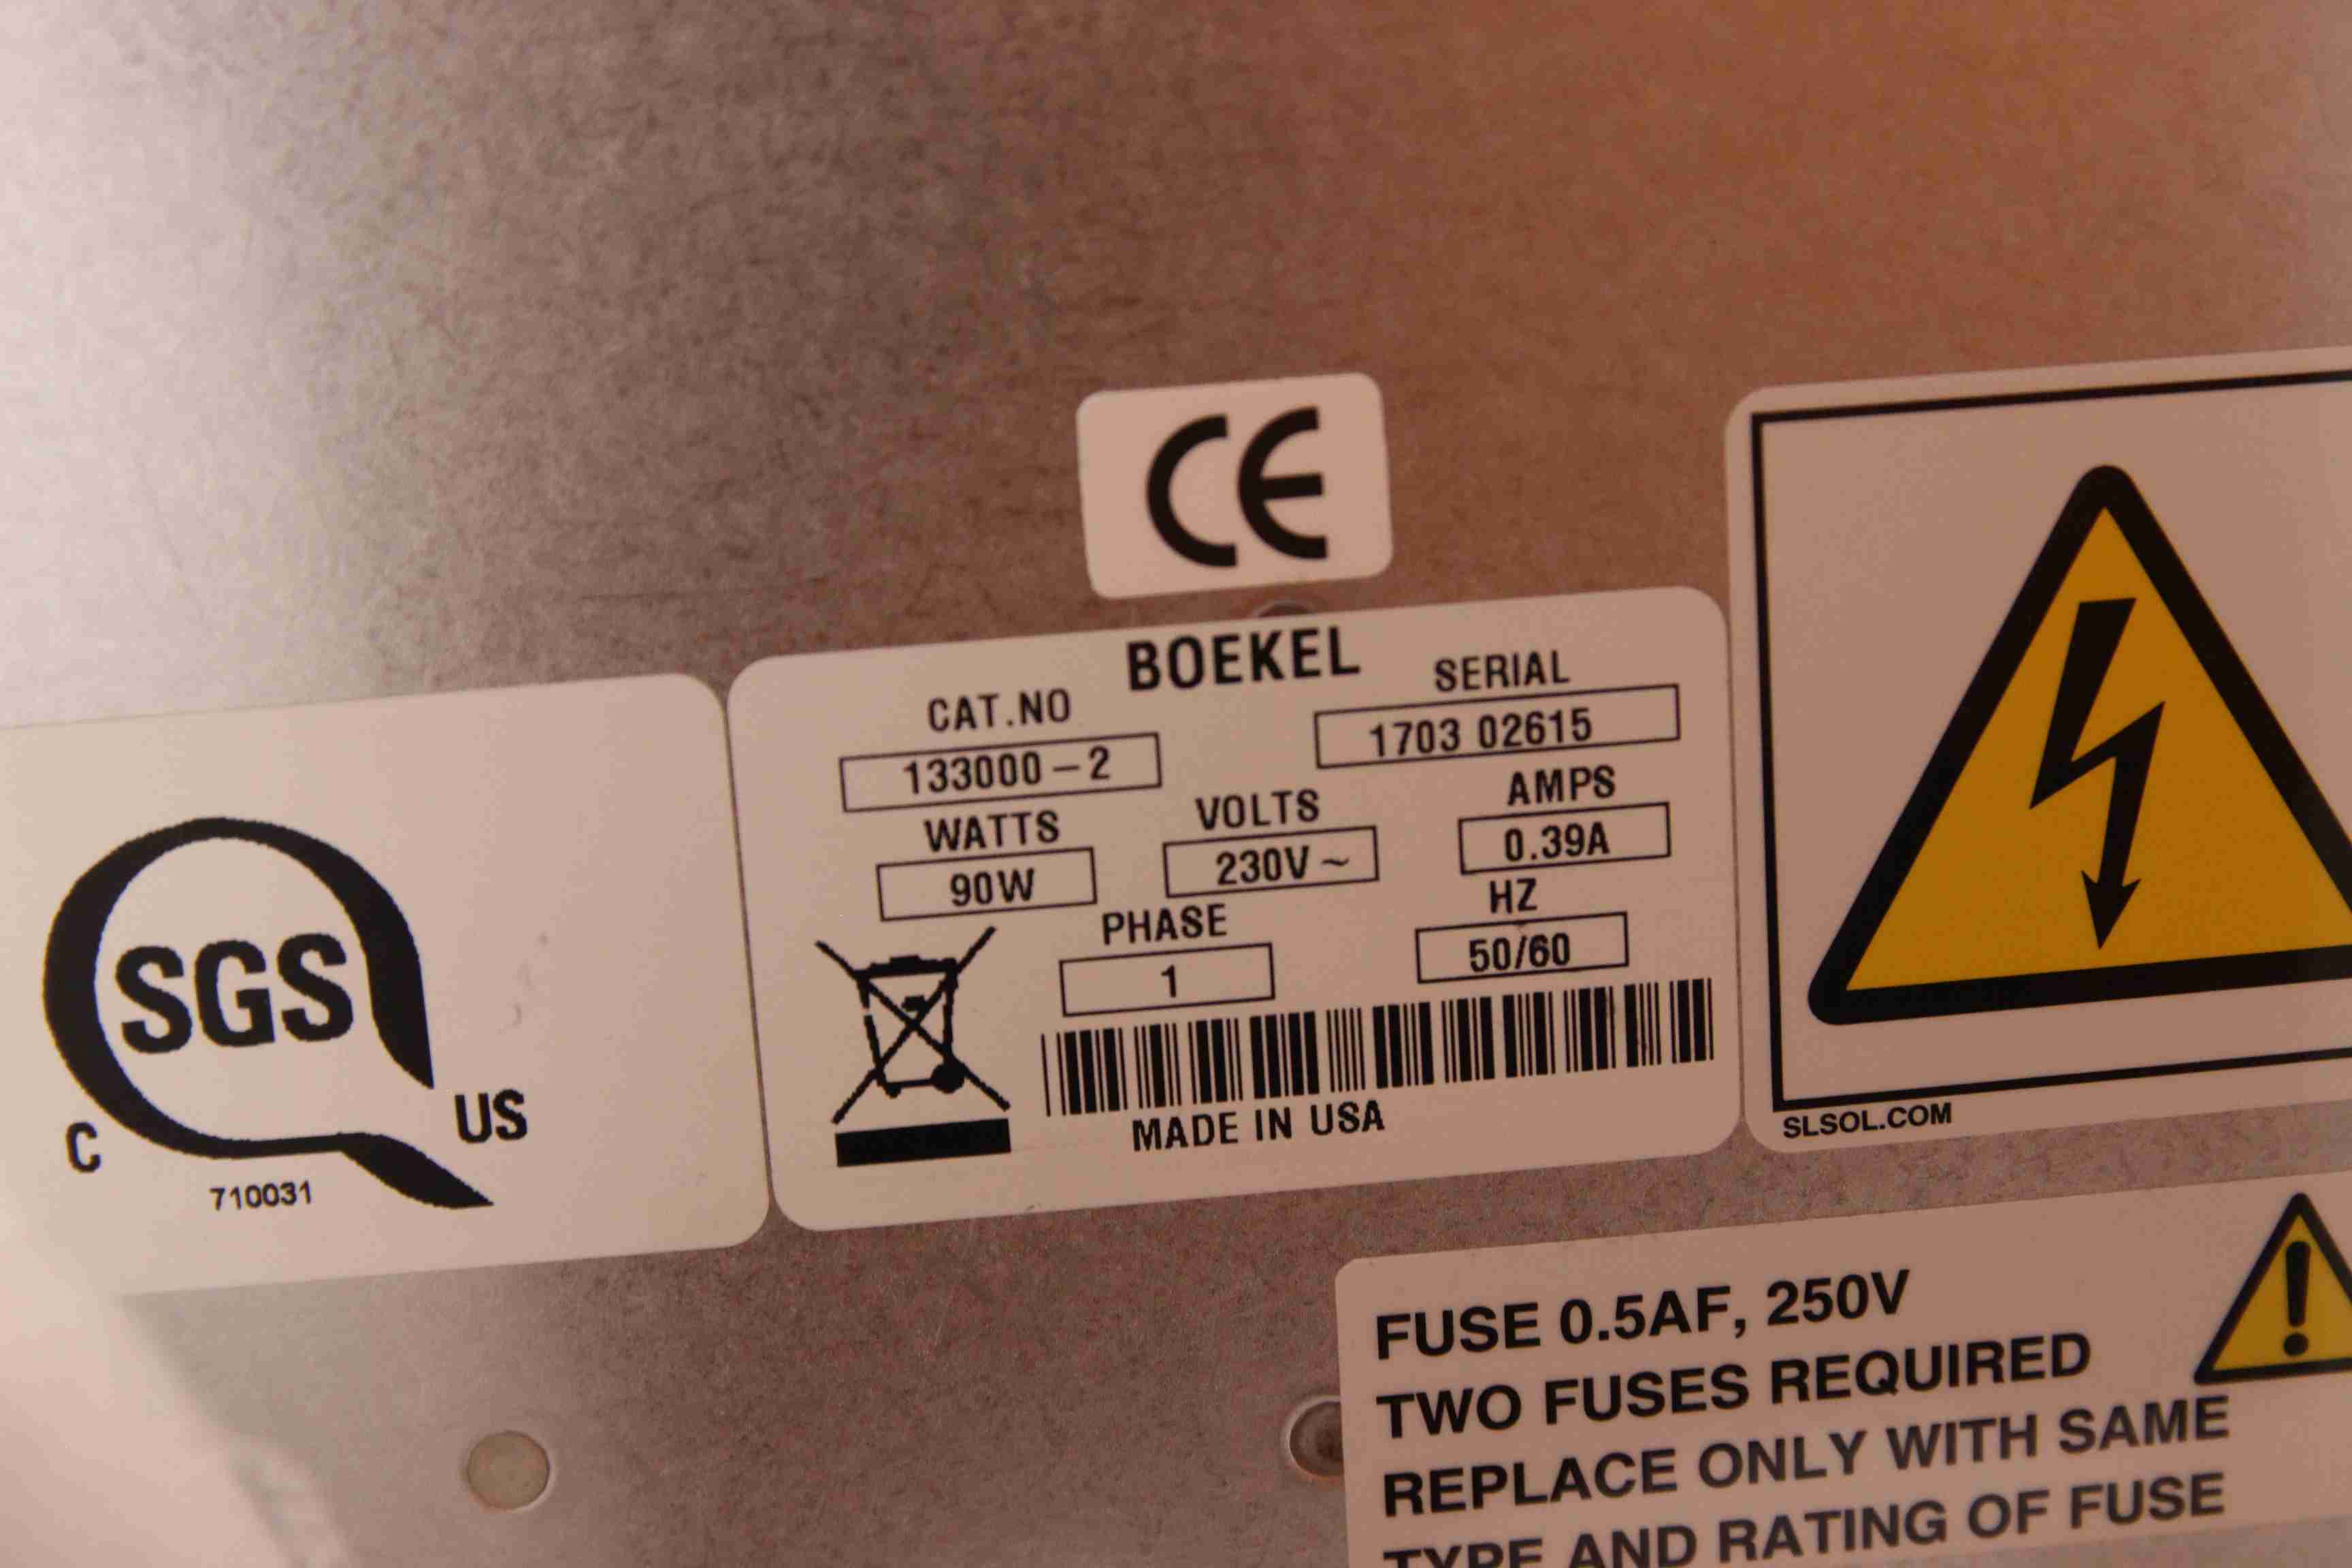 CE
BOEKEL
CAT.NO SERIAL
133000-2 1703 02615
WATTS VOLTS AMPS
90W 230V~ 0.39A
PHASE HZ
1 50/60
MADE IN USA
SGS
C US
710031
SLSOL.COM
FUSE 0.5AF, 250V
TWO FUSES REQUIRED
REPLACE ONLY WITH SAME
TYPE AND RATING OF FUSE